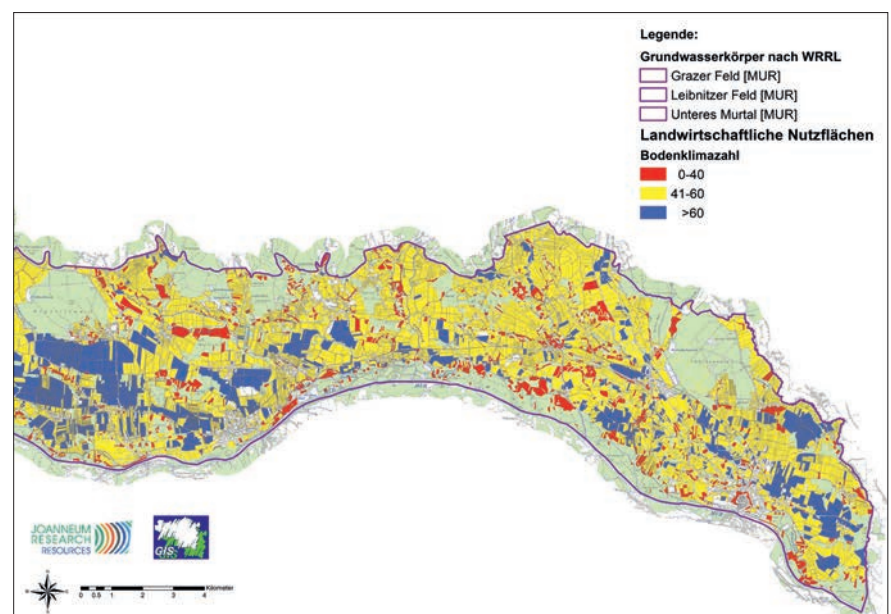 Legende:
Grundwasserkörper nach WRRL
Grazer Feld [MUR]
Leibnitzer Feld [MUR]
Unteres Murtal [MUR]
Landwirtschaftliche Nutzflächen
Bodenklimazahl
0-40
41-60
>60
JOANNEUM
RESEARCH
RESOURCES
GIS
Kilometer
0 0.5 1 2 3 4